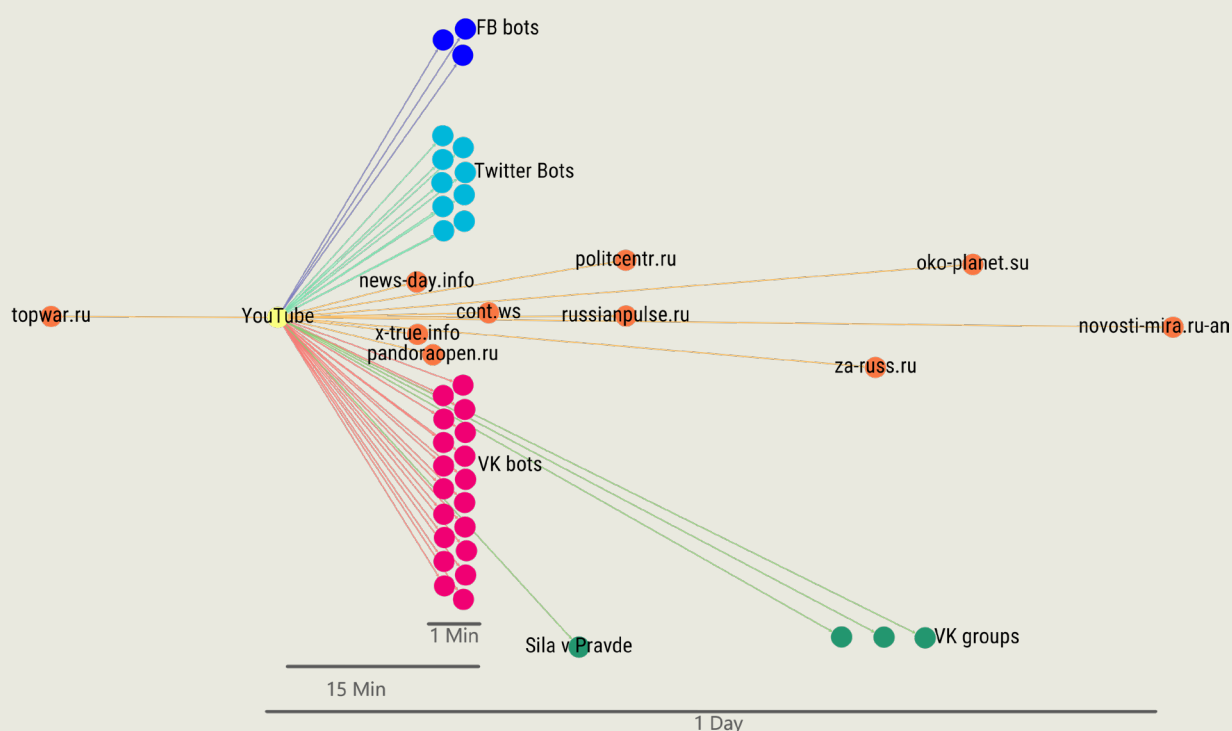 FB bots
Twitter Bots
politcentr.ru
oko-planet.su
news-day.info
topwar.ru
YouTube
cont.ws
russianpulse.ru
novosti-mira.ru-an
x-true.info
pandoraopen.ru
za-russ.ru
VK bots
1 Min
Sila v Pravde
VK groups
15 Min
1 Day